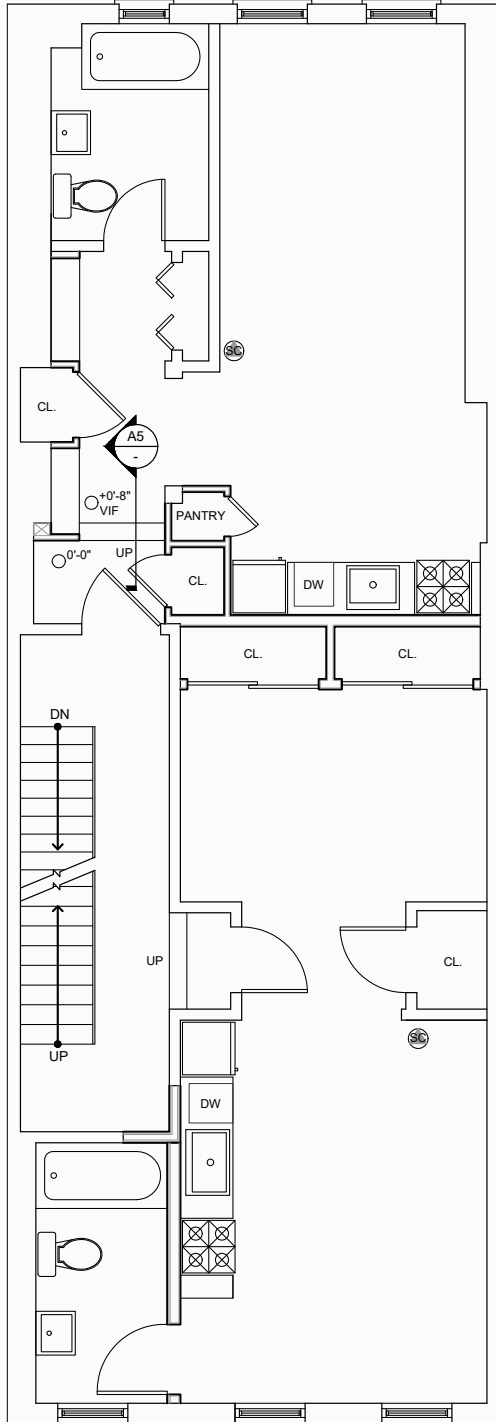 SC
CL.
A5
-
+0'-8"
VIF
PANTRY
0'-0"
UP
CL.
DW
CL.
CL.
DN
UP
CL.
UP
SC
DW